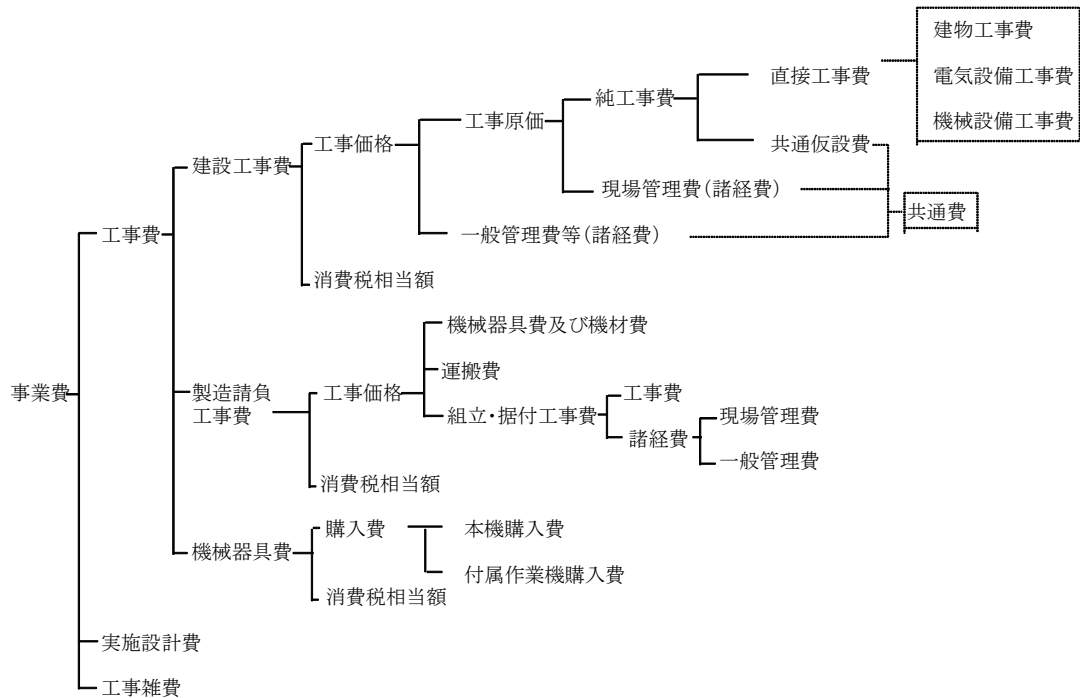 建物工事費
電気設備工事費
機械設備工事費
直接工事費
純工事費
工事原価
共通仮設費
工事価格
建設工事費
現場管理費(諸経費)
共通費
工事費
一般管理費等(諸経費)
消費税相当額
機械器具費及び機材費
運搬費
事業費
製造請負
工事費
工事価格
工事費
組立・据付工事費
現場管理費
諸経費
一般管理費
消費税相当額
購入費
本機購入費
機械器具費
付属作業機購入費
消費税相当額
実施設計費
工事雑費